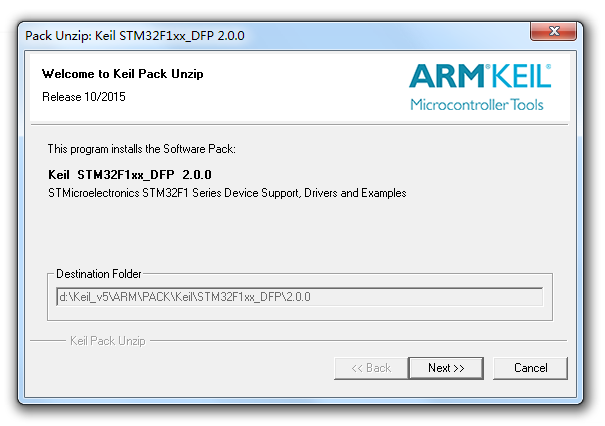 Pack Unzip: Keil STM32F1xx_DFP 2.0.0
Welcome to Keil Pack Unzip
Release 10/2015
ARM®KEIL®
Microcontroller Tools
This program installs the Software Pack:
Keil STM32F1xx_DFP 2.0.0
STMicroelectronics STM32F1 Series Device Support, Drivers and Examples
Destination Folder
d:\Keil_v5\ARM\PACK\Keil\STM32F1xx_DFP\2.0.0
Keil Pack Unzip
<< Back
Next >>
Cancel